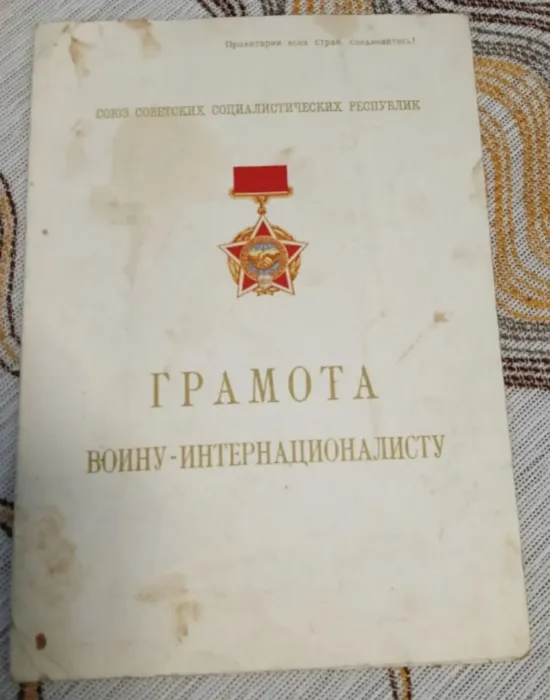 Пролетарии всех стран, соединяйтесь!
СОЮЗ СОВЕТСКИХ СОЦИАЛИСТИЧЕСКИХ РЕСПУБЛИК
ГРАМОТА
ВОИНУ-ИНТЕРНАЦИОНАЛИСТУ